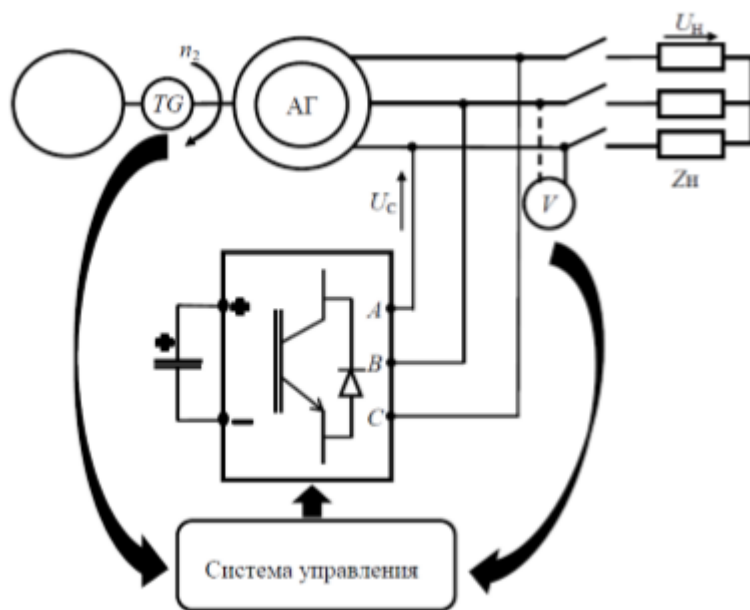 Uн
n₂
TG
АГ
Zн
Uс
V
A
B
C
+
+
−
Система управления